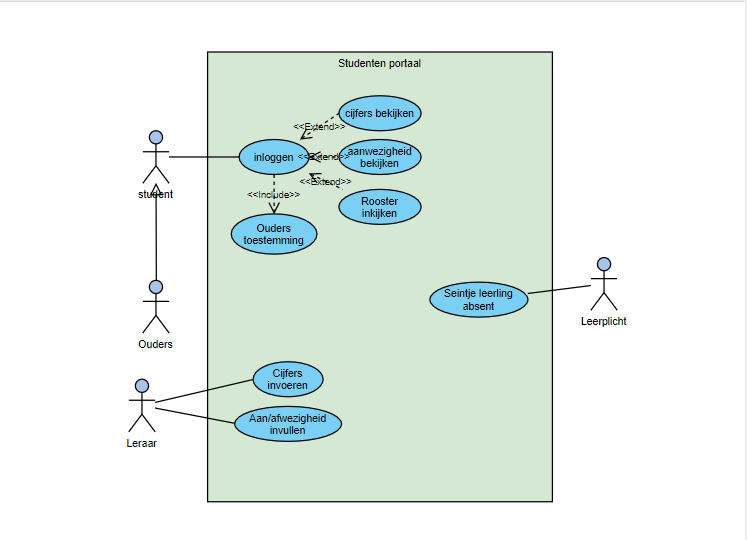 Studenten portaal
cijfers bekijken
<<Extend>>
inloggen
<<Extend>>
aanwezigheid
bekijken
<<Extend>>
student
<<Include>>
Rooster
inkijken
Ouders
toestemming
Seintje leerling
absent
Leerplicht
Ouders
Cijfers
invoeren
Aan/afwezigheid
invullen
Leraar